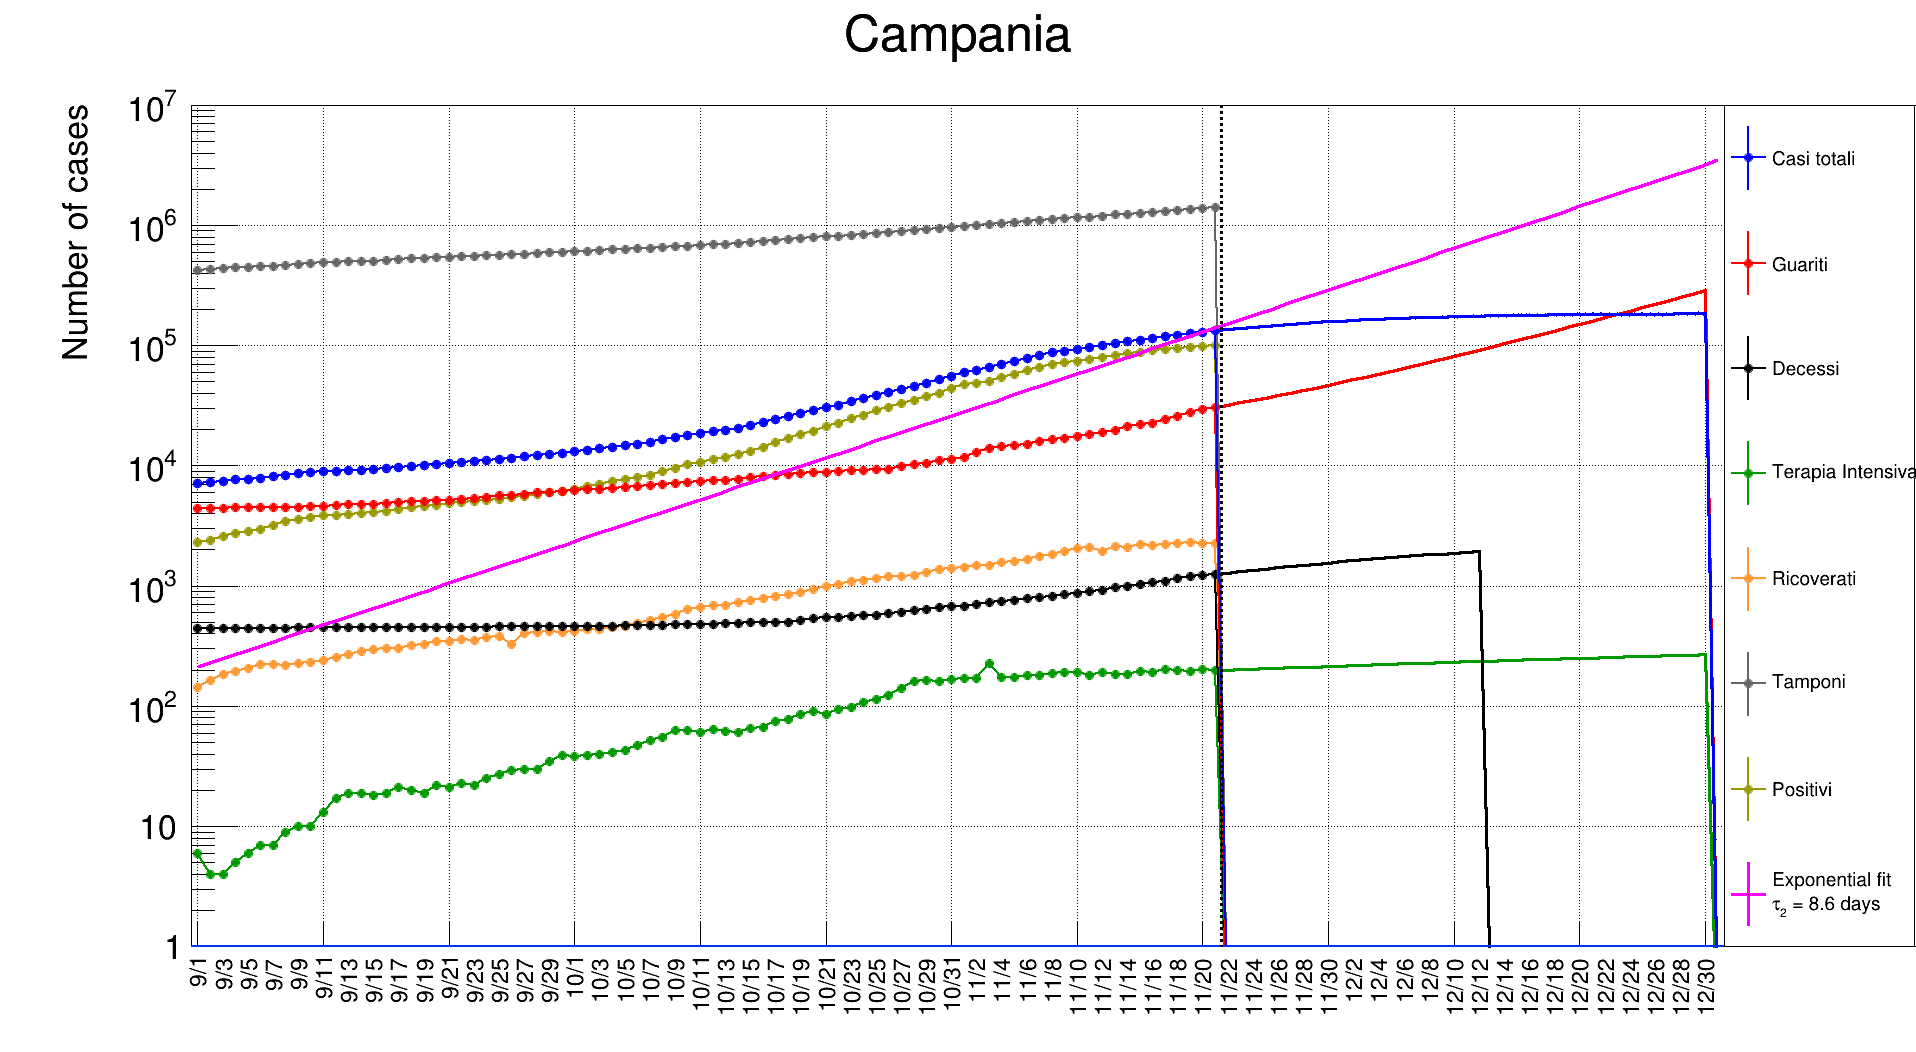 Campania
Number of cases
10^7
10^6
10^5
10^4
10^3
10^2
10
1
9/1 9/3 9/5 9/7 9/9 9/11 9/13 9/15 9/17 9/19 9/21 9/23 9/25 9/27 9/29 10/1 10/3 10/5 10/7 10/9 10/11 10/13 10/15 10/17 10/19 10/21 10/23 10/25 10/27 10/29 10/31 11/2 11/4 11/6 11/8 11/10 11/12 11/14 11/16 11/18 11/20 11/22 11/24 11/26 11/28 11/30 12/2 12/4 12/6 12/8 12/10 12/12 12/14 12/16 12/18 12/20 12/22 12/24 12/26 12/28 12/30
Casi totali
Guariti
Decessi
Terapia Intensiva
Ricoverati
Tamponi
Positivi
Exponential fit
τ_2 = 8.6 days